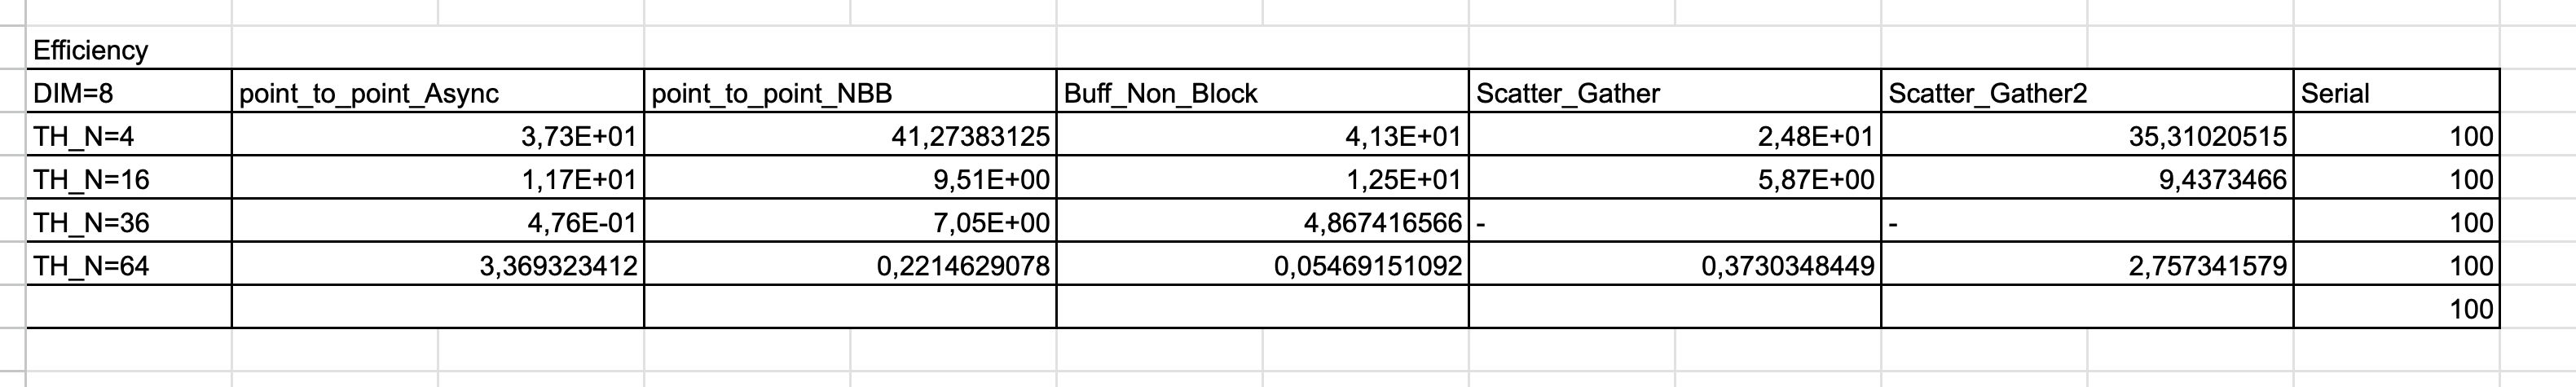 Efficiency
DIM=8 point_to_point_Async point_to_point_NBB Buff_Non_Block Scatter_Gather Scatter_Gather2 Serial
TH_N=4 3,73E+01 41,27383125 4,13E+01 2,48E+01 35,31020515 100
TH_N=16 1,17E+01 9,51E+00 1,25E+01 5,87E+00 9,4373466 100
TH_N=36 4,76E-01 7,05E+00 4,867416566 - - 100
TH_N=64 3,369323412 0,2214629078 0,05469151092 0,3730348449 2,757341579 100
100